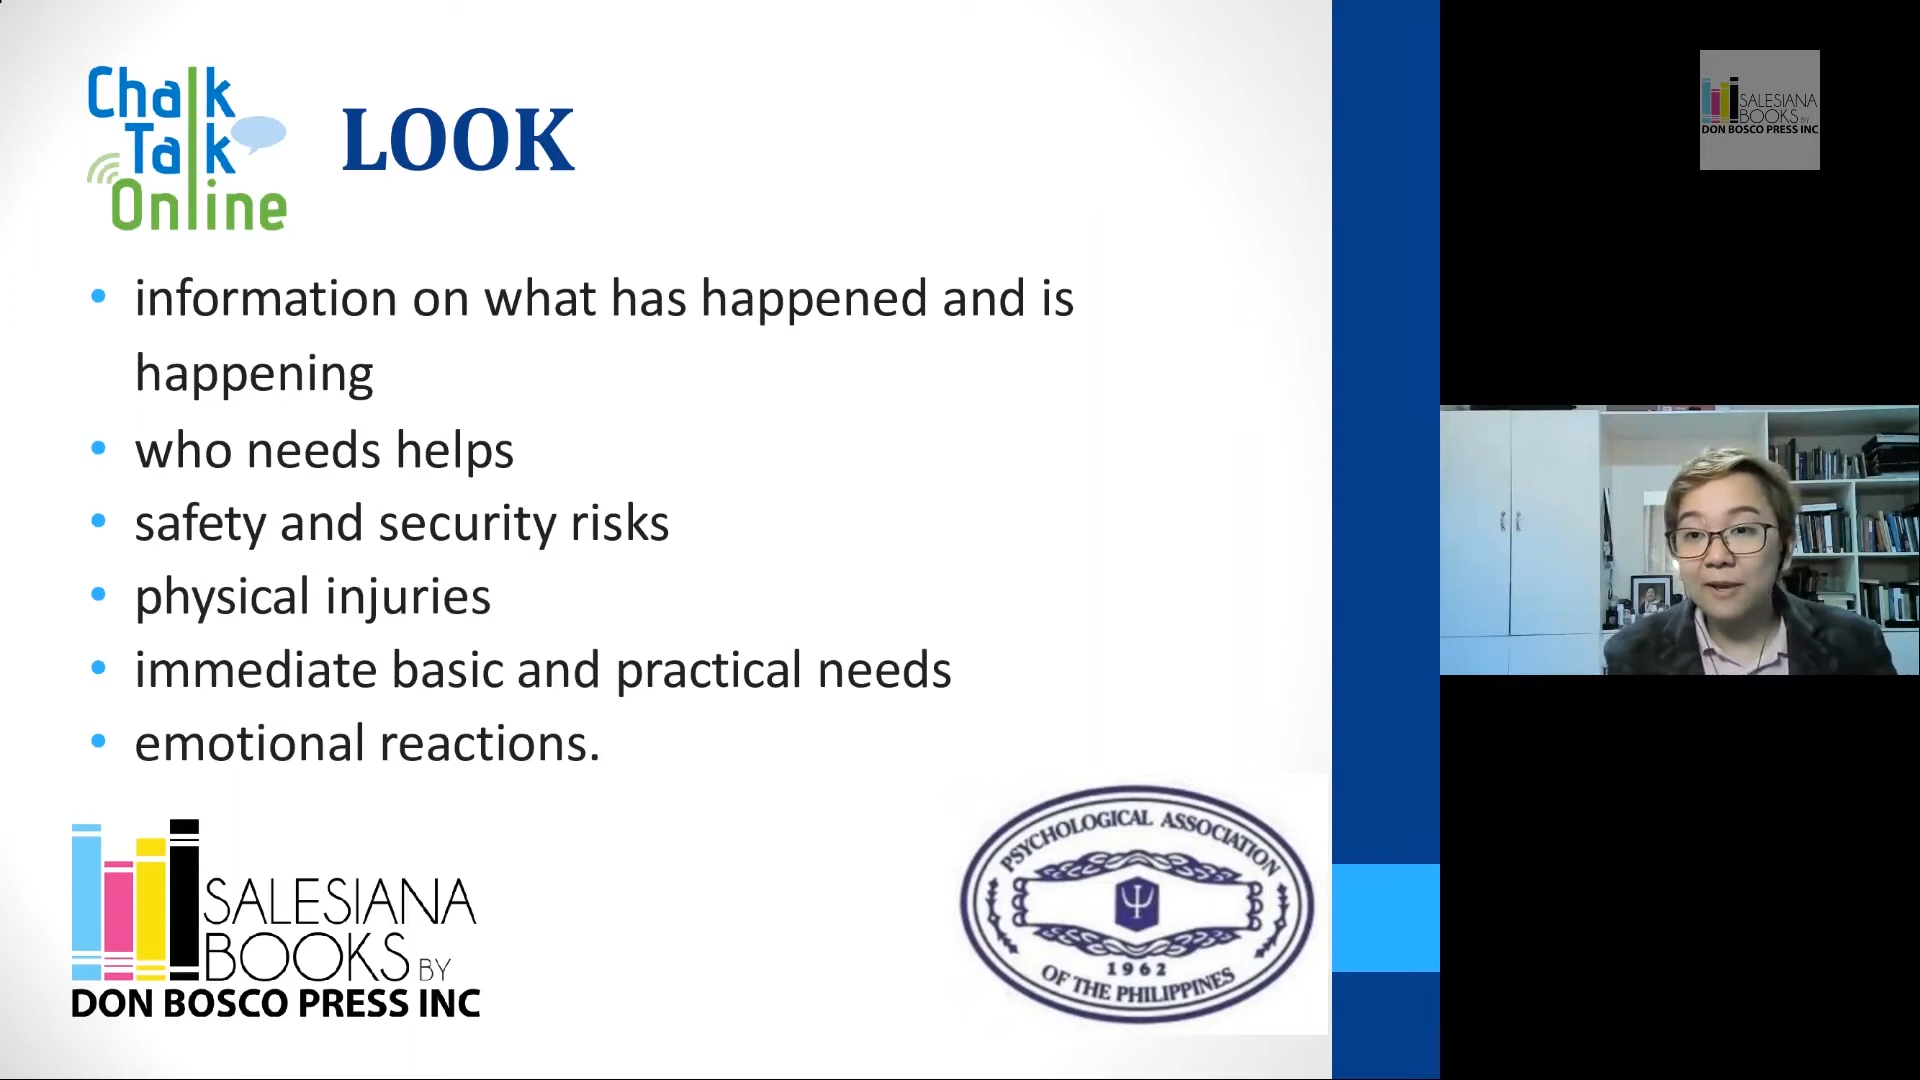 Chalk
Talk
Online
LOOK
• information on what has happened and is
happening
• who needs helps
• safety and security risks
• physical injuries
• immediate basic and practical needs
• emotional reactions.
SALESIANA
BOOKS BY
DON BOSCO PRESS INC
PSYCHOLOGICAL ASSOCIATION
Ψ
1962
OF THE PHILIPPINES
SALESIANA
BOOKS BY
DON BOSCO PRESS INC